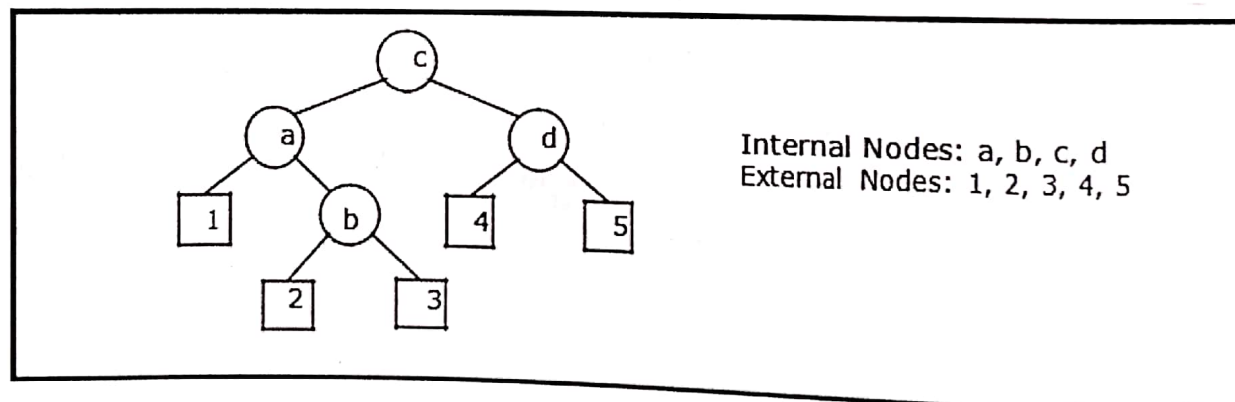 c
a
d
1
b
4
5
2
3
Internal Nodes: a, b, c, d
External Nodes: 1, 2, 3, 4, 5